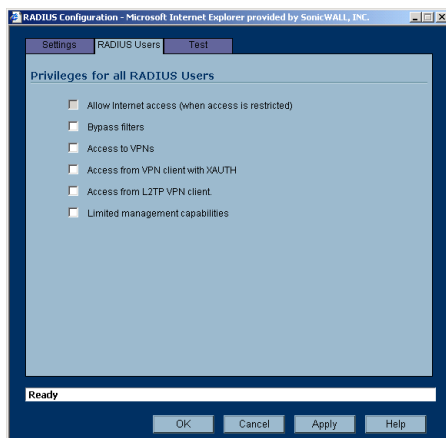 RADIUS Configuration - Microsoft Internet Explorer provided by SonicWALL, INC.
Settings RADIUS Users Test
Privileges for all RADIUS Users
Allow Internet access (when access is restricted)
Bypass filters
Access to VPNs
Access from VPN client with XAUTH
Access from L2TP VPN client.
Limited management capabilities
Ready
OK Cancel Apply Help